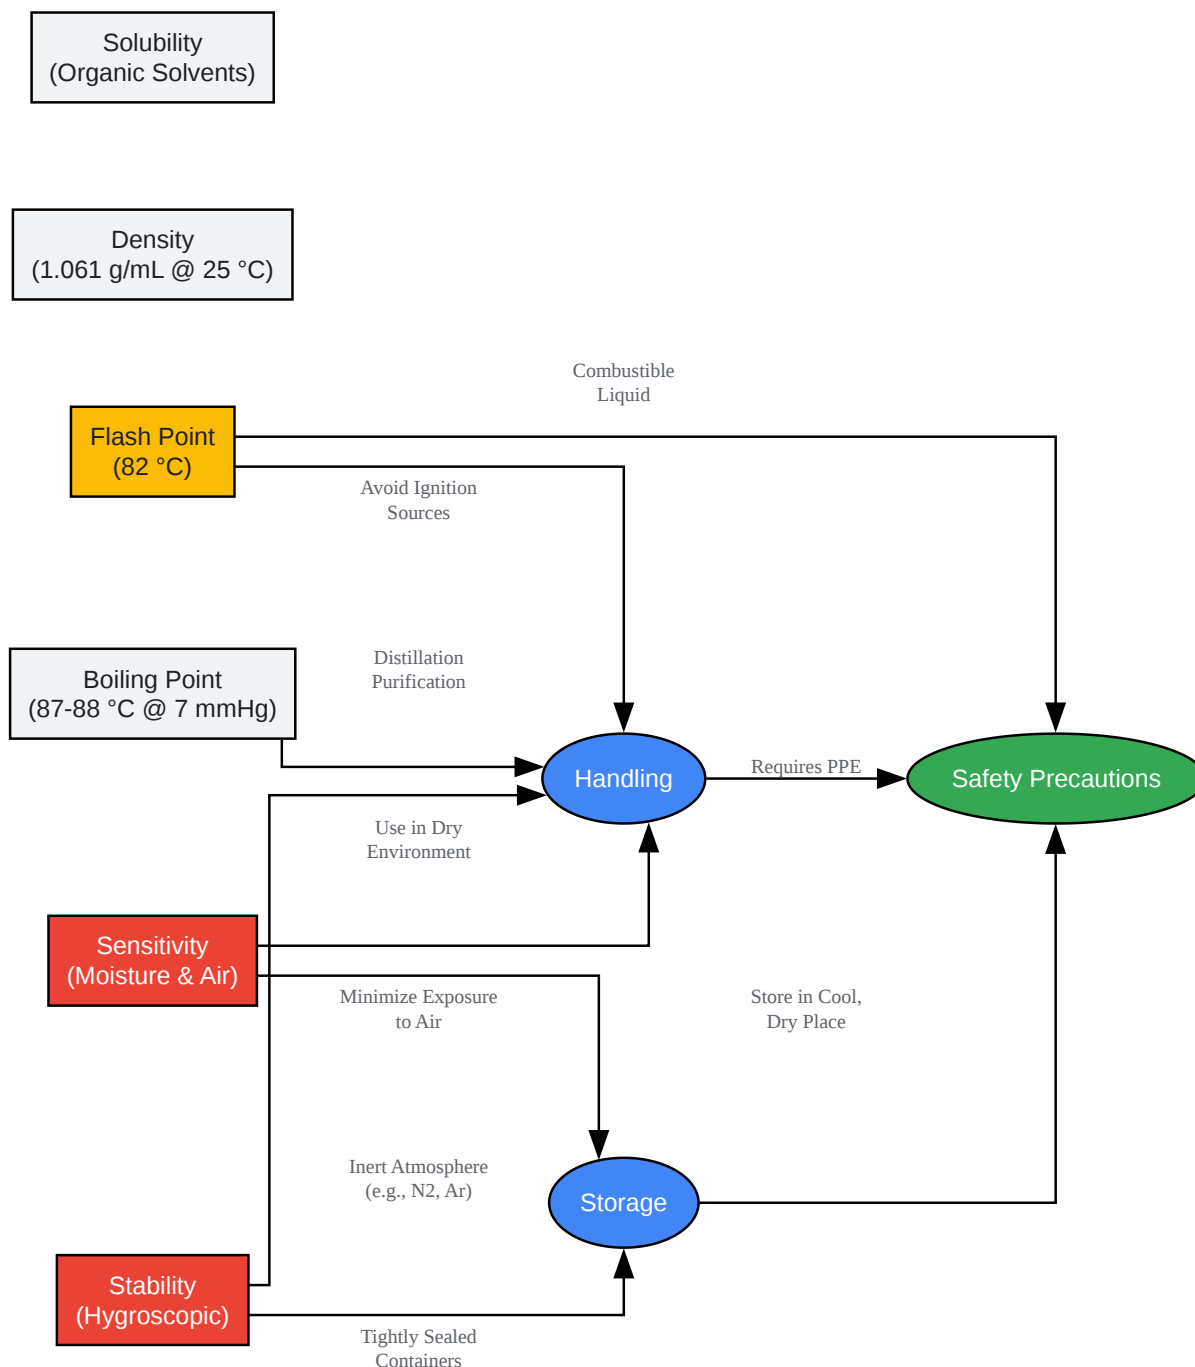 Solubility
(Organic Solvents)
Density
(1.061 g/mL @ 25 °C)
Combustible
Liquid
Flash Point
(82 °C)
Avoid Ignition
Sources
Distillation
Purification
Boiling Point
(87-88 °C @ 7 mmHg)
Handling
Requires PPE
Safety Precautions
Use in Dry
Environment
Sensitivity
(Moisture & Air)
Minimize Exposure
to Air
Store in Cool,
Dry Place
Inert Atmosphere
(e.g., N2, Ar)
Storage
Stability
(Hygroscopic)
Tightly Sealed
Containers